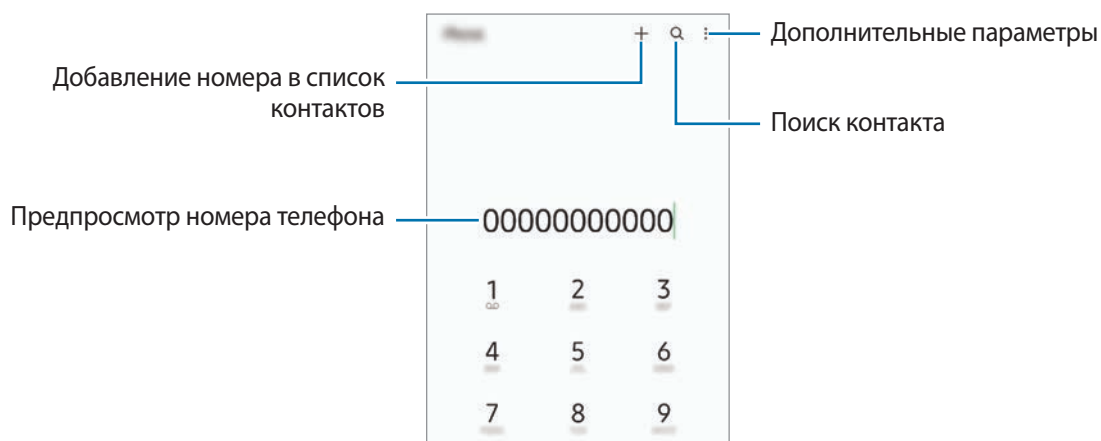 Дополнительные параметры
Добавление номера в список
контактов
Поиск контакта
Предпросмотр номера телефона
00000000000
1 2 3
4 5 6
7 8 9